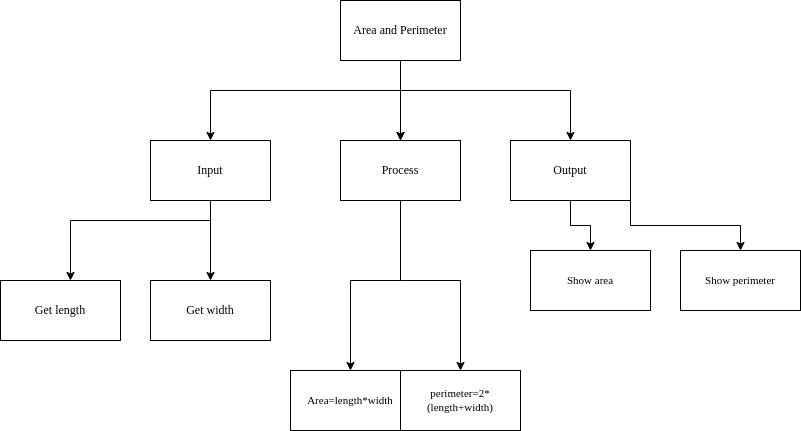 Area and Perimeter
Input
Process
Output
Get length
Get width
Show area
Show perimeter
Area=length*width
perimeter=2*
(length+width)